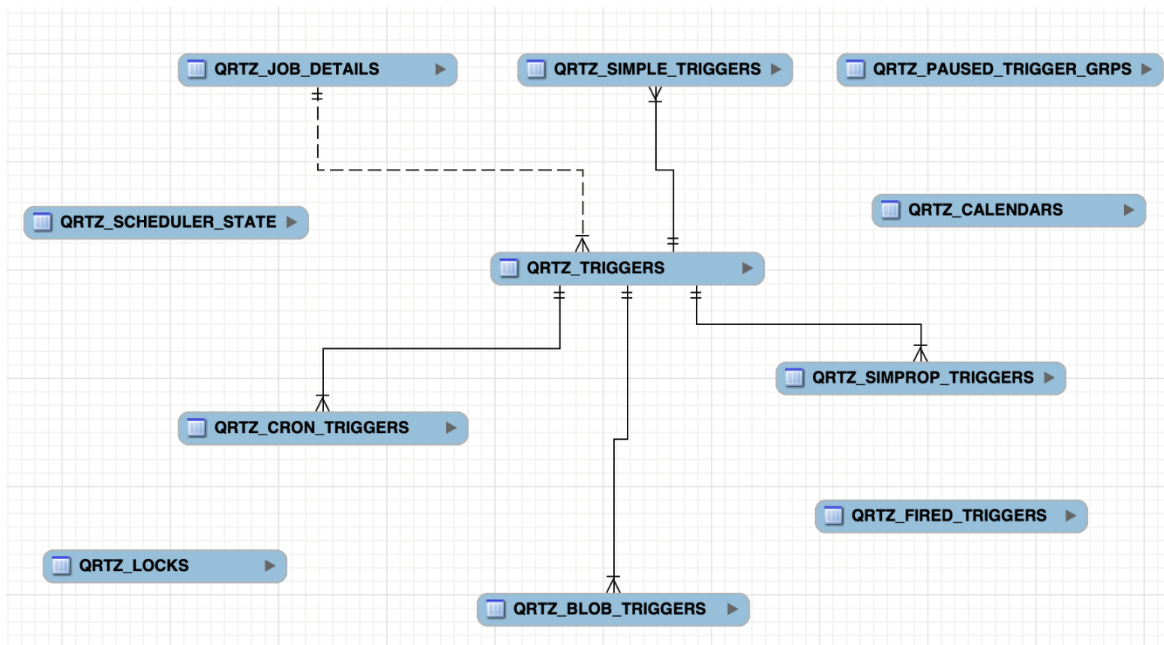 QRTZ_JOB_DETAILS
QRTZ_SIMPLE_TRIGGERS
QRTZ_PAUSED_TRIGGER_GRPS
QRTZ_SCHEDULER_STATE
QRTZ_CALENDARS
QRTZ_TRIGGERS
QRTZ_SIMPROP_TRIGGERS
QRTZ_CRON_TRIGGERS
QRTZ_FIRED_TRIGGERS
QRTZ_LOCKS
QRTZ_BLOB_TRIGGERS